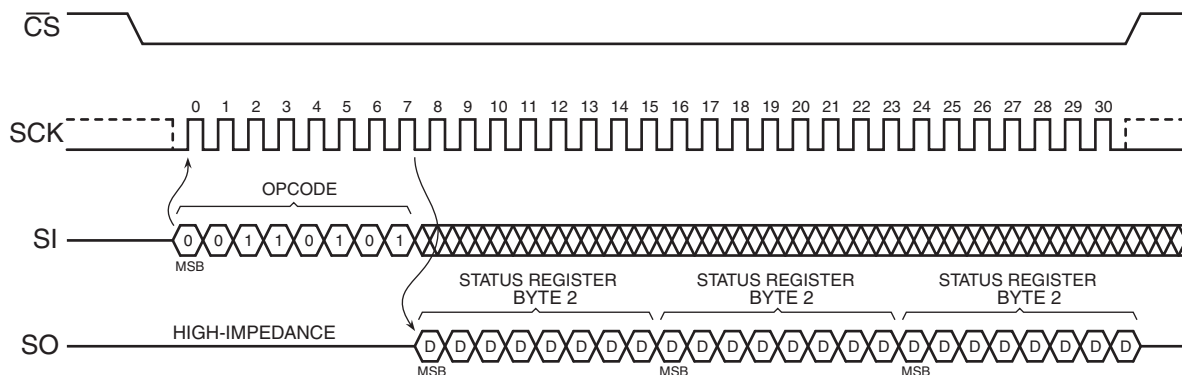 CS
0 1 2 3 4 5 6 7 8 9 10 11 12 13 14 15 16 17 18 19 20 21 22 23 24 25 26 27 28 29 30
SCK
OPCODE
SI 0 0 1 1 0 1 0 1
MSB
STATUS REGISTER BYTE 2 STATUS REGISTER BYTE 2 STATUS REGISTER BYTE 2
HIGH-IMPEDANCE
SO D D D D D D D D D D D D D D D D D D D D D D D D
MSB MSB MSB